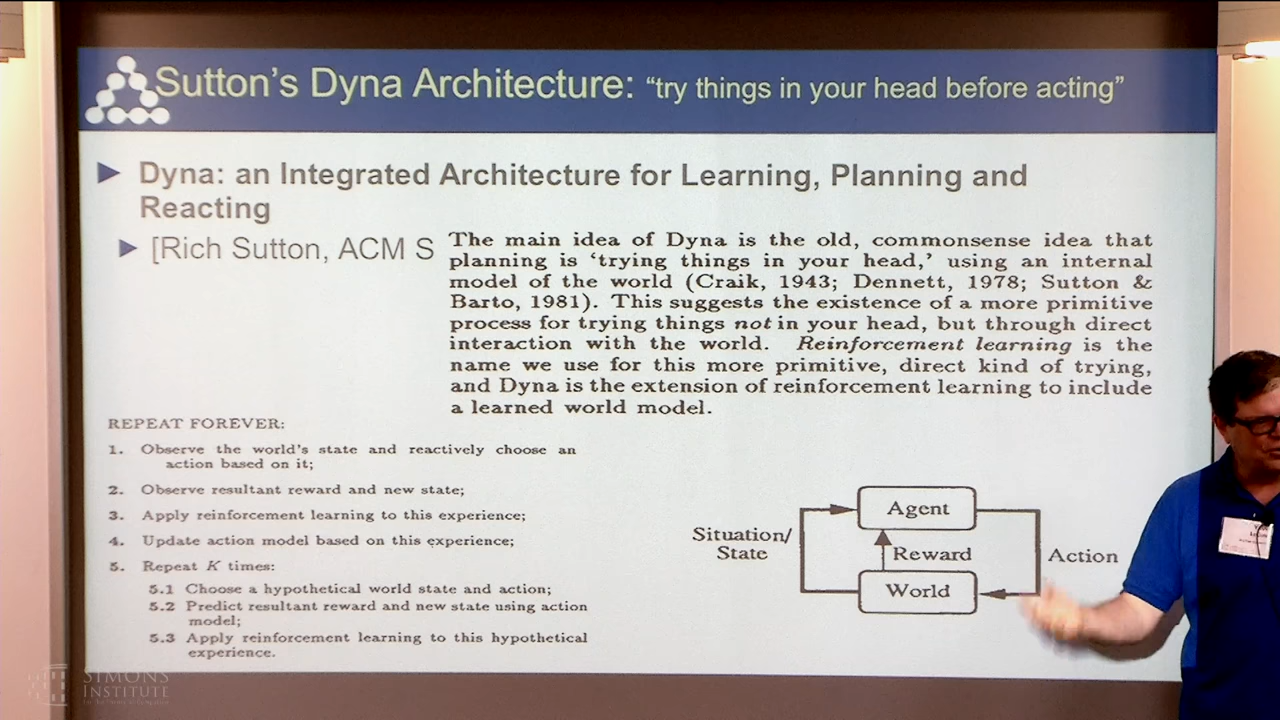 Sutton's Dyna Architecture: “try things in your head before acting”
Dyna: an Integrated Architecture for Learning, Planning and
Reacting
[Rich Sutton, ACM S
The main idea of Dyna is the old, commonsense idea that
planning is ‘trying things in your head,’ using an internal
model of the world (Craik, 1943; Dennett, 1978; Sutton &
Barto, 1981). This suggests the existence of a more primitive
process for trying things not in your head, but through direct
interaction with the world. Reinforcement learning is the
name we use for this more primitive, direct kind of trying,
and Dyna is the extension of reinforcement learning to include
a learned world model.
REPEAT FOREVER:
1. Observe the world's state and reactively choose an
action based on it;
2. Observe resultant reward and new state;
3. Apply reinforcement learning to this experience;
4. Update action model based on this experience;
5. Repeat K times:
5.1 Choose a hypothetical world state and action;
5.2 Predict resultant reward and new state using action
model;
5.3 Apply reinforcement learning to this hypothetical
experience.
Agent
Situation/
State
Reward
Action
World
SIMONS
INSTITUTE